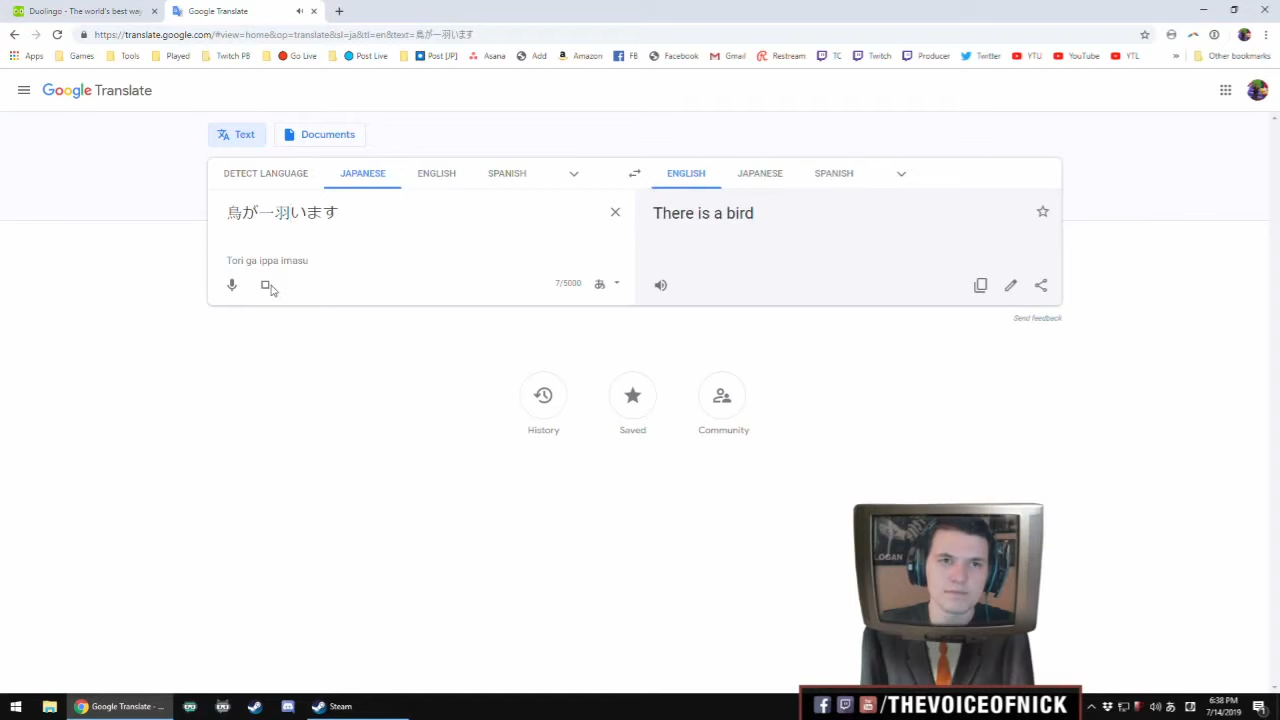 Duolingo - The world's best way
Google Translate
https://translate.google.com/#view=home&op=translate&sl=ja&tl=en&text=鳥が一羽います
Apps Games Tools Played Twitch PB Go Live Post Live Post [JP] Asana Add Amazon FB Facebook Gmail Restream TC Twitch Producer Twitter YTU YouTube YTL » Other bookmarks
Google Translate
Text Documents
DETECT LANGUAGE JAPANESE ENGLISH SPANISH ENGLISH JAPANESE SPANISH
鳥が一羽います
There is a bird
Tori ga ippa imasu
7/5000 あ
Send feedback
History Saved Community
LOGAN
/THEVOICEOFNICK
Google Translate - ...
Steam
あ
6:38 PM
7/14/2019